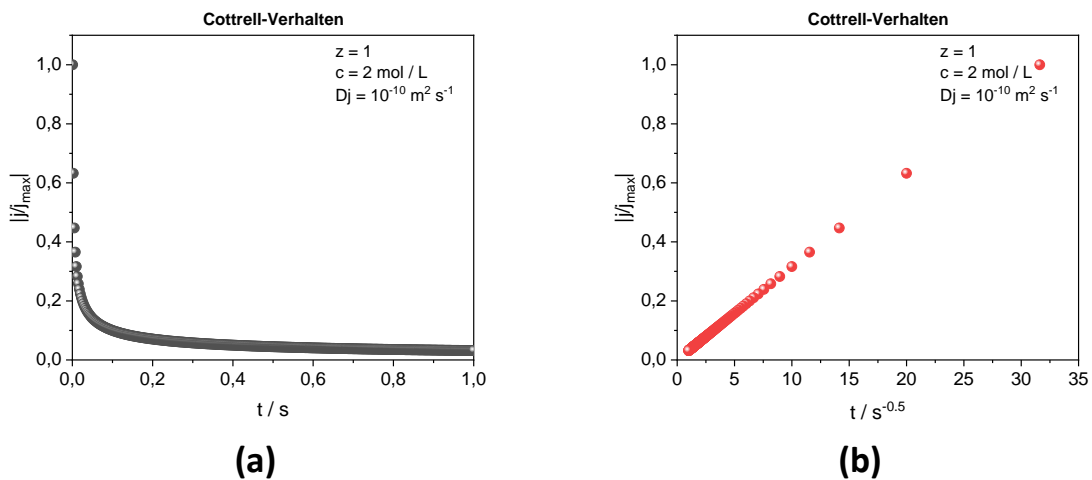 Cottrell-Verhalten
z = 1
c = 2 mol / L
Dj = 10⁻¹⁰ m² s⁻¹
|j/jₘₐₓ|
1,0
0,8
0,6
0,4
0,2
0,0
0,0 0,2 0,4 0,6 0,8 1,0
t / s
(a)
Cottrell-Verhalten
z = 1
c = 2 mol / L
Dj = 10⁻¹⁰ m² s⁻¹
|j/jₘₐₓ|
1,0
0,8
0,6
0,4
0,2
0,0
0 5 10 15 20 25 30 35
t / s⁻⁰·⁵
(b)